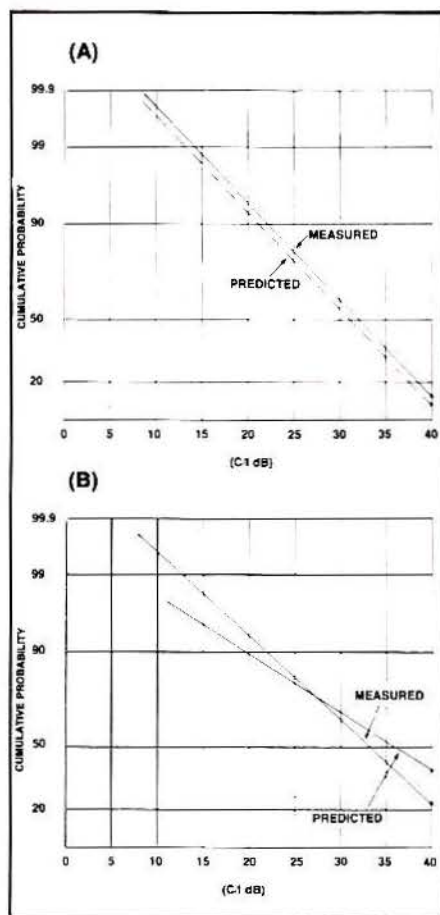 (A)
99.9
99
90
50
20
CUMULATIVE PROBABILITY
MEASURED
PREDICTED
0 5 10 15 20 25 30 35 40
(C-I dB)
(B)
99.9
99
90
50
20
CUMULATIVE PROBABILITY
MEASURED
PREDICTED
0 5 10 15 20 25 30 35 40
(C-I dB)